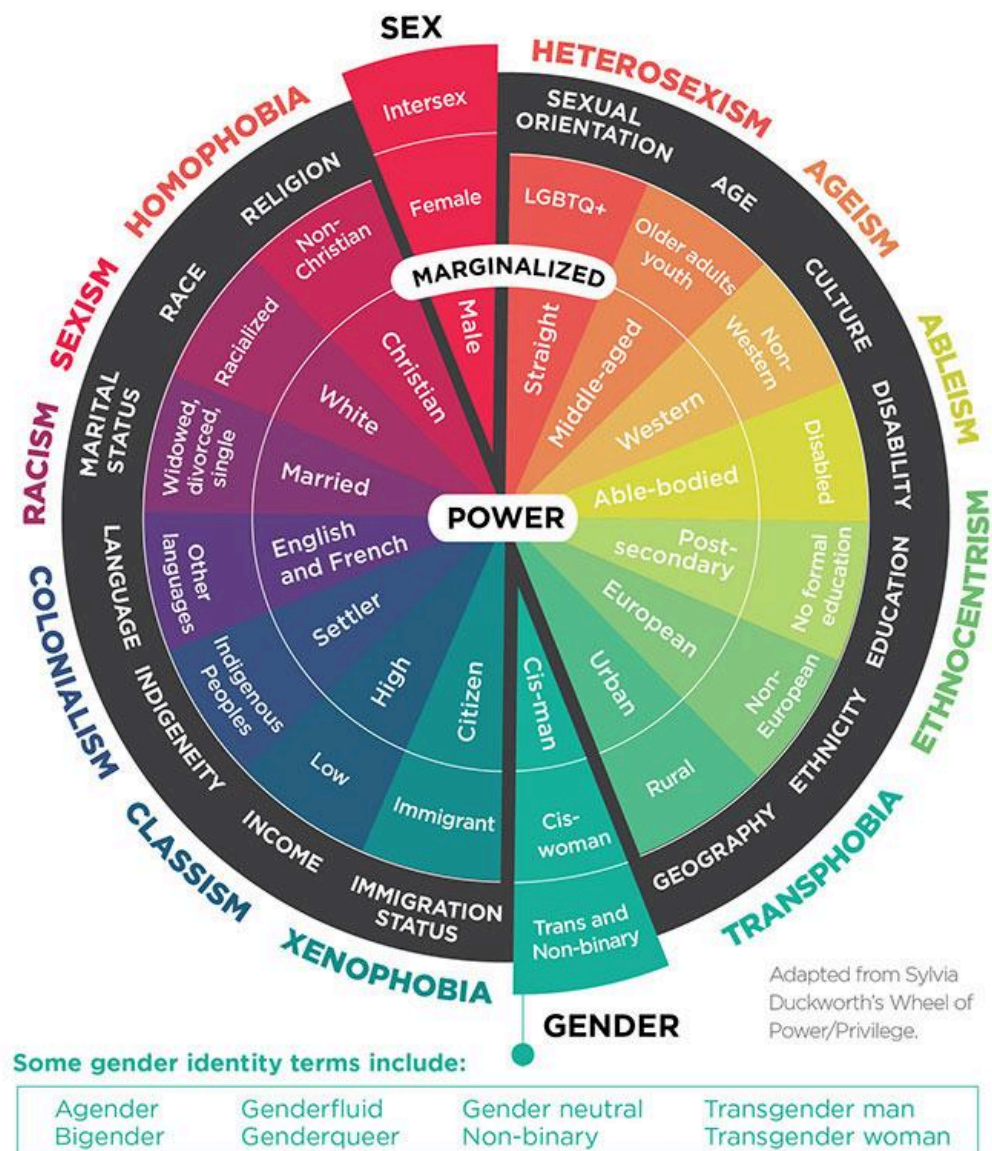 SEX
Intersex
Female
Male
HETEROSEXISM
SEXUAL
ORIENTATION
LGBTQ+
Straight
AGEISM
AGE
Older adults
youth
Middle-aged
CULTURE
Non-
Western
Western
ABLEISM
DISABILITY
Disabled
Able-bodied
EDUCATION
No formal
education
Post-
secondary
ETHNOCENTRISM
ETHNICITY
Non-
European
European
TRANSPHOBIA
GEOGRAPHY
Rural
Urban
Cis-man
Cis-
woman
Trans and
Non-binary
GENDER
XENOPHOBIA
IMMIGRATION
STATUS
Immigrant
Citizen
CLASSISM
INCOME
Low
High
COLONIALISM
INDIGENEITY
Indigenous
Peoples
Settler
LANGUAGE
Other
languages
English
and French
RACISM
MARITAL
STATUS
Widowed,
divorced,
single
Married
SEXISM
RACE
Racialized
White
HOMOPHOBIA
RELIGION
Non-
Christian
Christian
MARGINALIZED
POWER
Adapted from Sylvia
Duckworth's Wheel of
Power/Privilege.
Some gender identity terms include:
Agender Genderfluid Gender neutral Transgender man
Bigender Genderqueer Non-binary Transgender woman